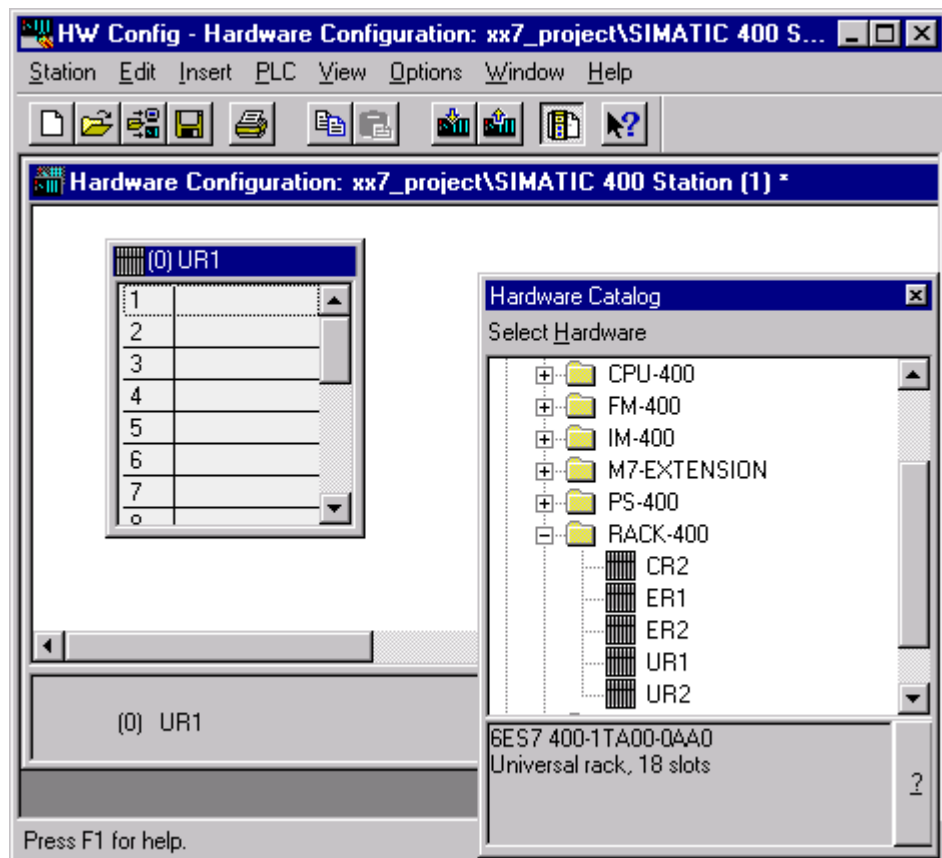 HW Config - Hardware Configuration: xx7_project\SIMATIC 400 S...
Station Edit Insert PLC View Options Window Help
Hardware Configuration: xx7_project\SIMATIC 400 Station (1) *
(0) UR1
1
2
3
4
5
6
7
(0) UR1
Hardware Catalog
Select Hardware
CPU-400
FM-400
IM-400
M7-EXTENSION
PS-400
RACK-400
CR2
ER1
ER2
UR1
UR2
6ES7 400-1TA00-0AA0
Universal rack, 18 slots
?
Press F1 for help.